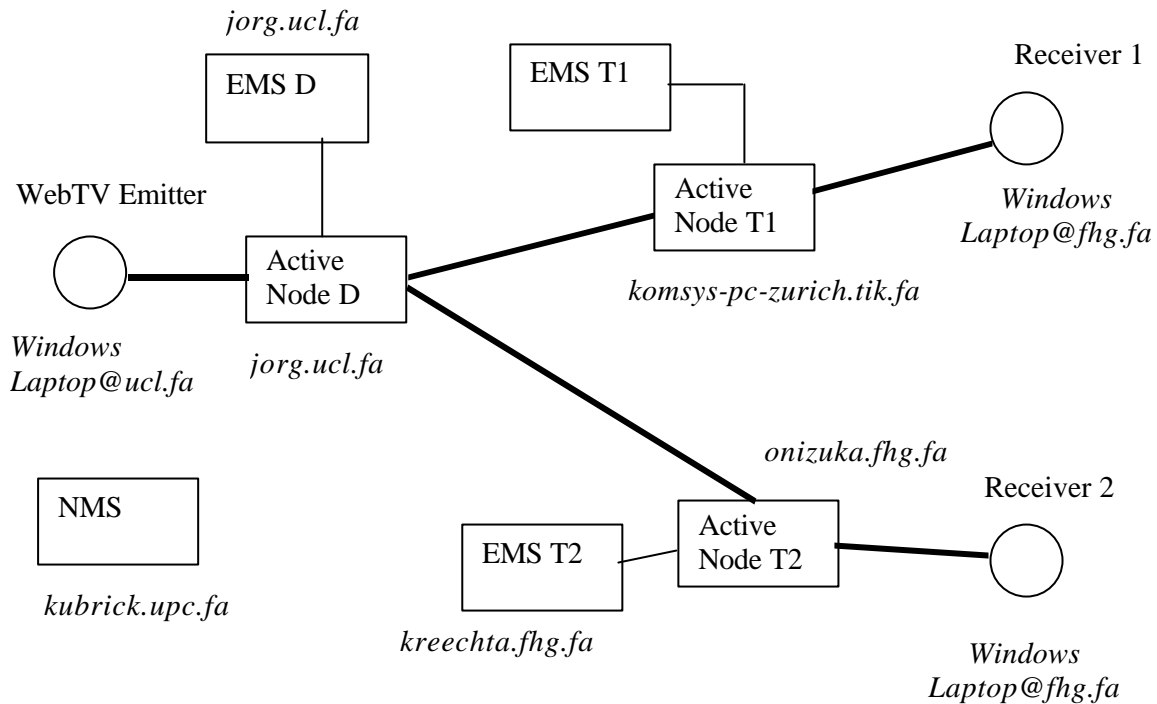 jorg.ucl.fa
EMS D
EMS T1
Receiver 1
WebTV Emitter
Active
Node T1
Windows
Laptop@fhg.fa
Active
Node D
komsys-pc-zurich.tik.fa
Windows
Laptop@ucl.fa
jorg.ucl.fa
onizuka.fhg.fa
NMS
Receiver 2
EMS T2
Active
Node T2
kubrick.upc.fa
kreechta.fhg.fa
Windows
Laptop@fhg.fa